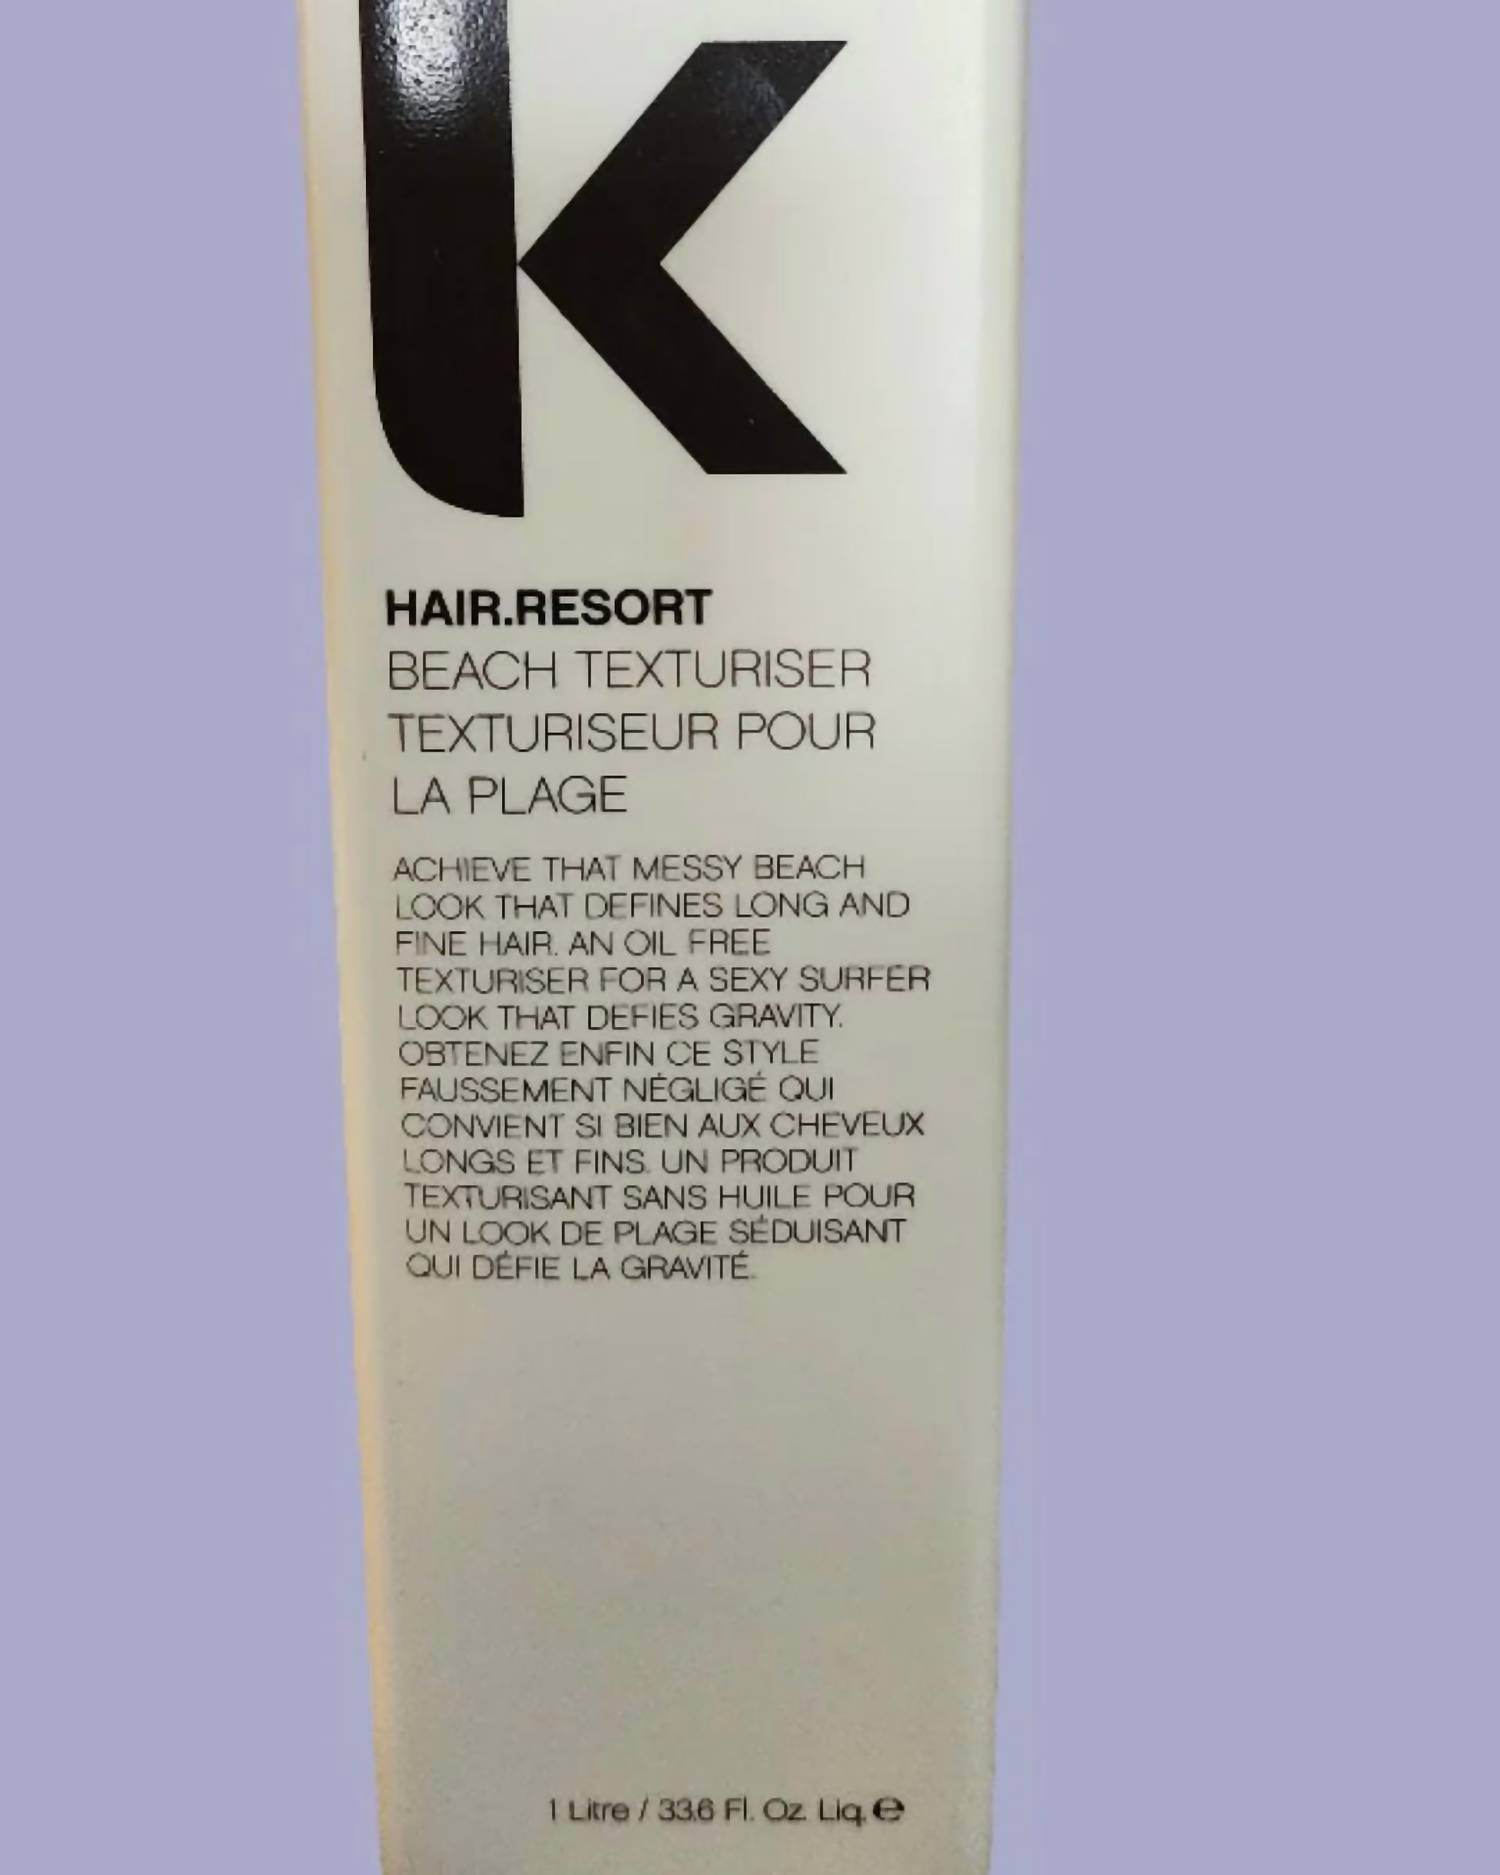 K
HAIR.RESORT
BEACH TEXTURISER
TEXTURISEUR POUR
LA PLAGE
ACHIEVE THAT MESSY BEACH
LOOK THAT DEFINES LONG AND
FINE HAIR. AN OIL FREE
TEXTURISER FOR A SEXY SURFER
LOOK THAT DEFIES GRAVITY.
OBTENEZ ENFIN CE STYLE
FAUSSEMENT NÉGLIGÉ QUI
CONVIENT SI BIEN AUX CHEVEUX
LONGS ET FINS. UN PRODUIT
TEXTURISANT SANS HUILE POUR
UN LOOK DE PLAGE SÉDUISANT
QUI DÉFIE LA GRAVITÉ.
1 Litre / 33.6 Fl. Oz. Liq. ℮